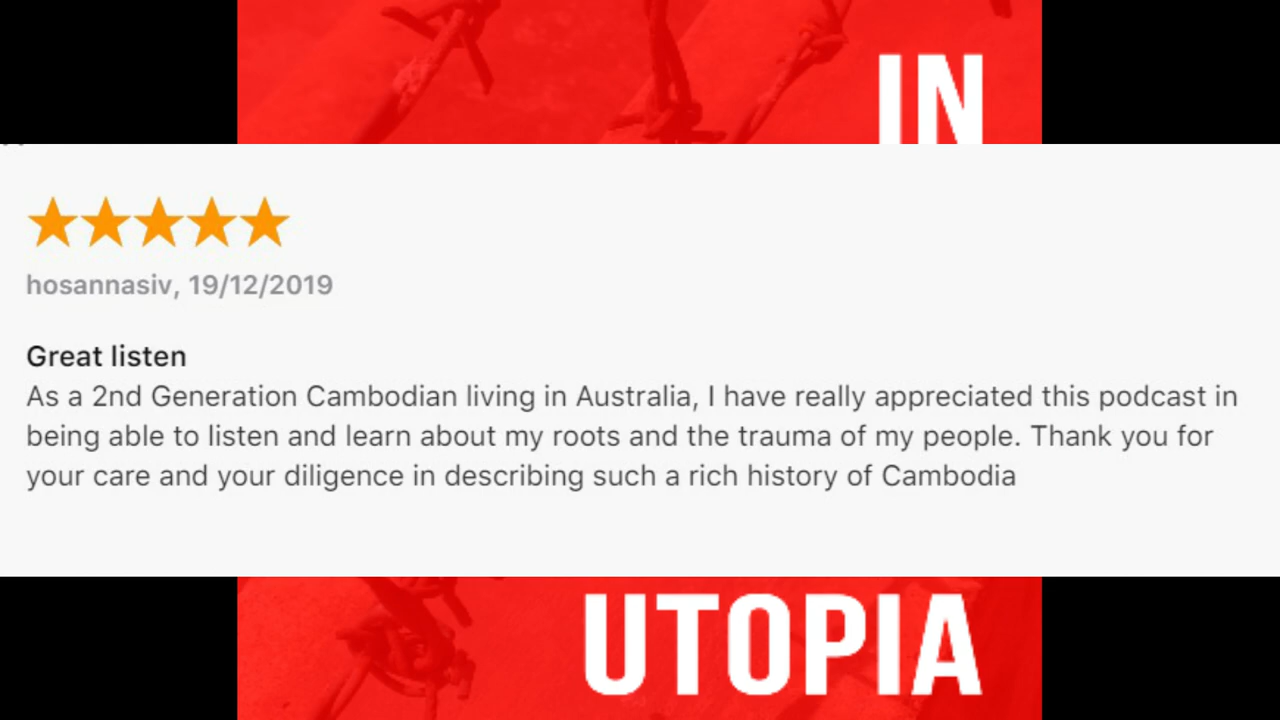 IN
hosannasiv, 19/12/2019
Great listen
As a 2nd Generation Cambodian living in Australia, I have really appreciated this podcast in
being able to listen and learn about my roots and the trauma of my people. Thank you for
your care and your diligence in describing such a rich history of Cambodia
UTOPIA